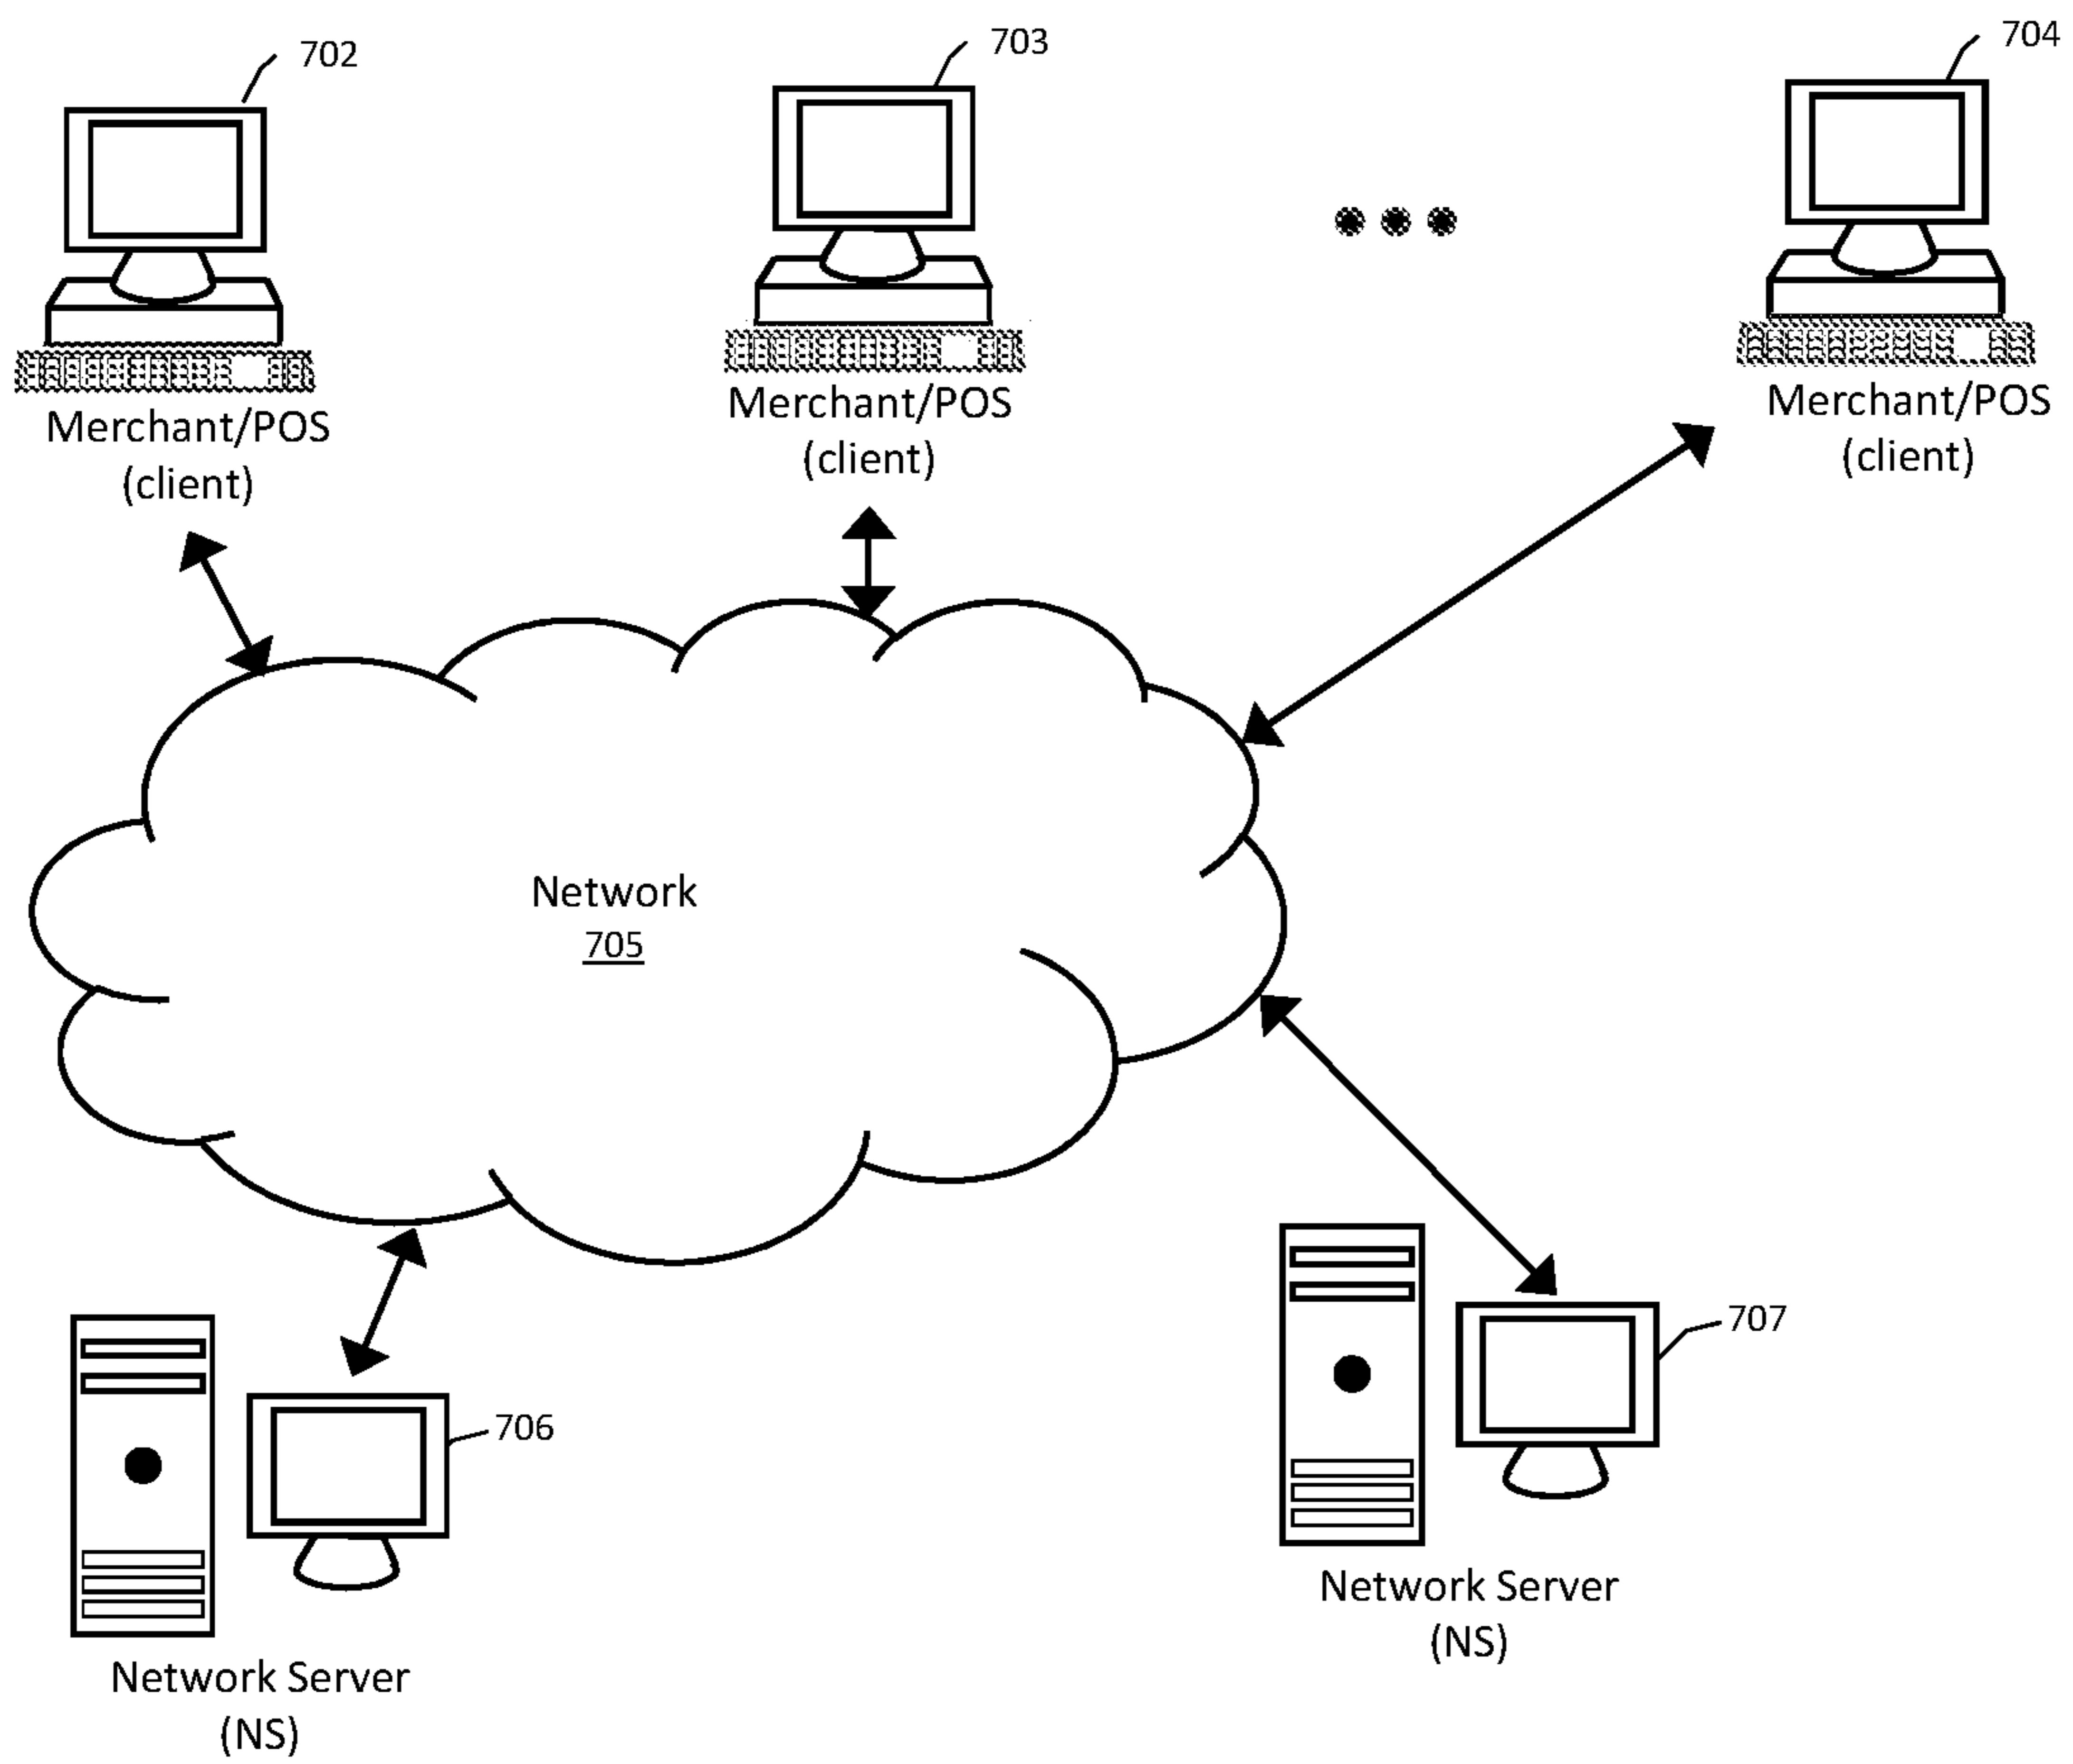 702
703
704
Merchant/POS
(client)
Merchant/POS
(client)
Merchant/POS
(client)
Network
705
706
707
Network Server
(NS)
Network Server
(NS)